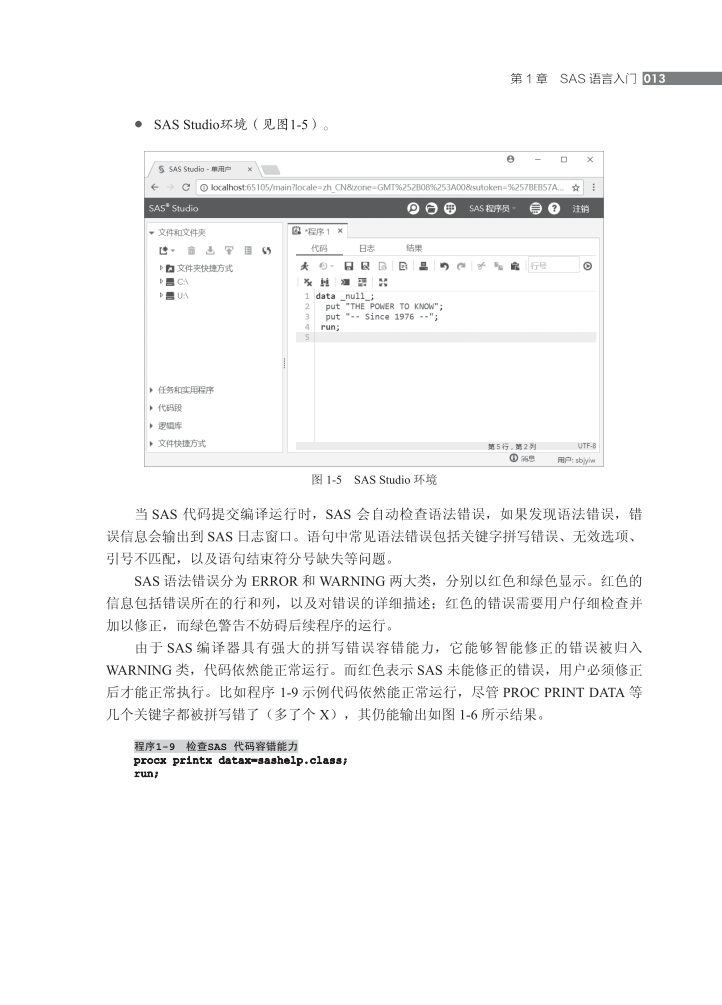 第 1 章　SAS 语言入门 013
● SAS Studio环境（见图1-5）。
SAS Studio - 单用户
localhost:65105/main?locale=zh_CN&zone=GMT%252B08%253A00&sutoken=%257BEB57A...
SAS® Studio SAS 程序员 注销
文件和文件夹
文件夹快捷方式
C:\
U:\
任务和实用程序
代码段
逻辑库
文件快捷方式
*程序 1
代码 日志 结果
行号
1 data _null_;
2 put "THE POWER TO KNOW";
3 put "-- Since 1976 --";
4 run;
5
第 5 行，第 2 列 UTF-8
消息 用户: sbjyiw
图 1-5　SAS Studio 环境
当 SAS 代码提交编译运行时，SAS 会自动检查语法错误，如果发现语法错误，错
误信息会输出到 SAS 日志窗口。语句中常见语法错误包括关键字拼写错误、无效选项、
引号不匹配，以及语句结束符分号缺失等问题。
SAS 语法错误分为 ERROR 和 WARNING 两大类，分别以红色和绿色显示。红色的
信息包括错误所在的行和列，以及对错误的详细描述；红色的错误需要用户仔细检查并
加以修正，而绿色警告不妨碍后续程序的运行。
由于 SAS 编译器具有强大的拼写错误容错能力，它能够智能修正的错误被归入
WARNING 类，代码依然能正常运行。而红色表示 SAS 未能修正的错误，用户必须修正
后才能正常执行。比如程序 1-9 示例代码依然能正常运行，尽管 PROC PRINT DATA 等
几个关键字都被拼写错了（多了个 X），其仍能输出如图 1-6 所示结果。
程序1-9　检查SAS 代码容错能力
procx printx datax=sashelp.class;
run;